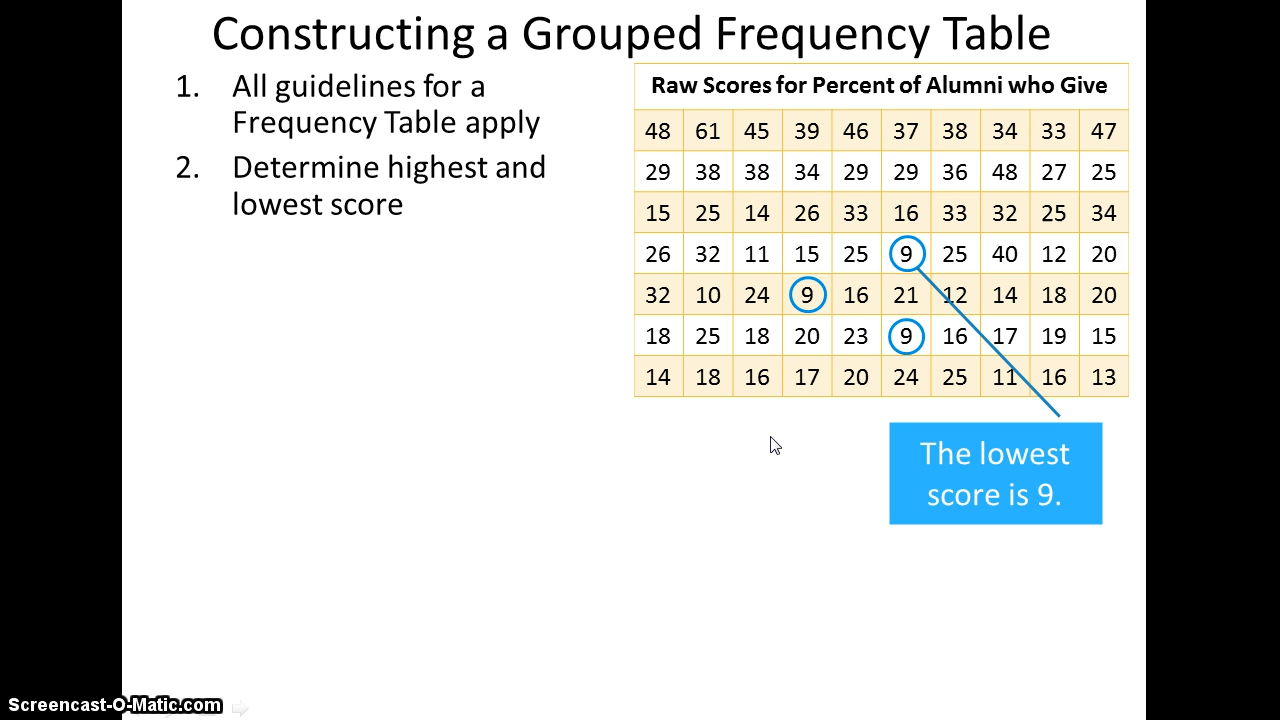 Constructing a Grouped Frequency Table
1. All guidelines for a
Frequency Table apply
2. Determine highest and
lowest score
Raw Scores for Percent of Alumni who Give
48 61 45 39 46 37 38 34 33 47
29 38 38 34 29 29 36 48 27 25
15 25 14 26 33 16 33 32 25 34
26 32 11 15 25 9 25 40 12 20
32 10 24 9 16 21 12 14 18 20
18 25 18 20 23 9 16 17 19 15
14 18 16 17 20 24 25 11 16 13
The lowest
score is 9.
Screencast-O-Matic.com